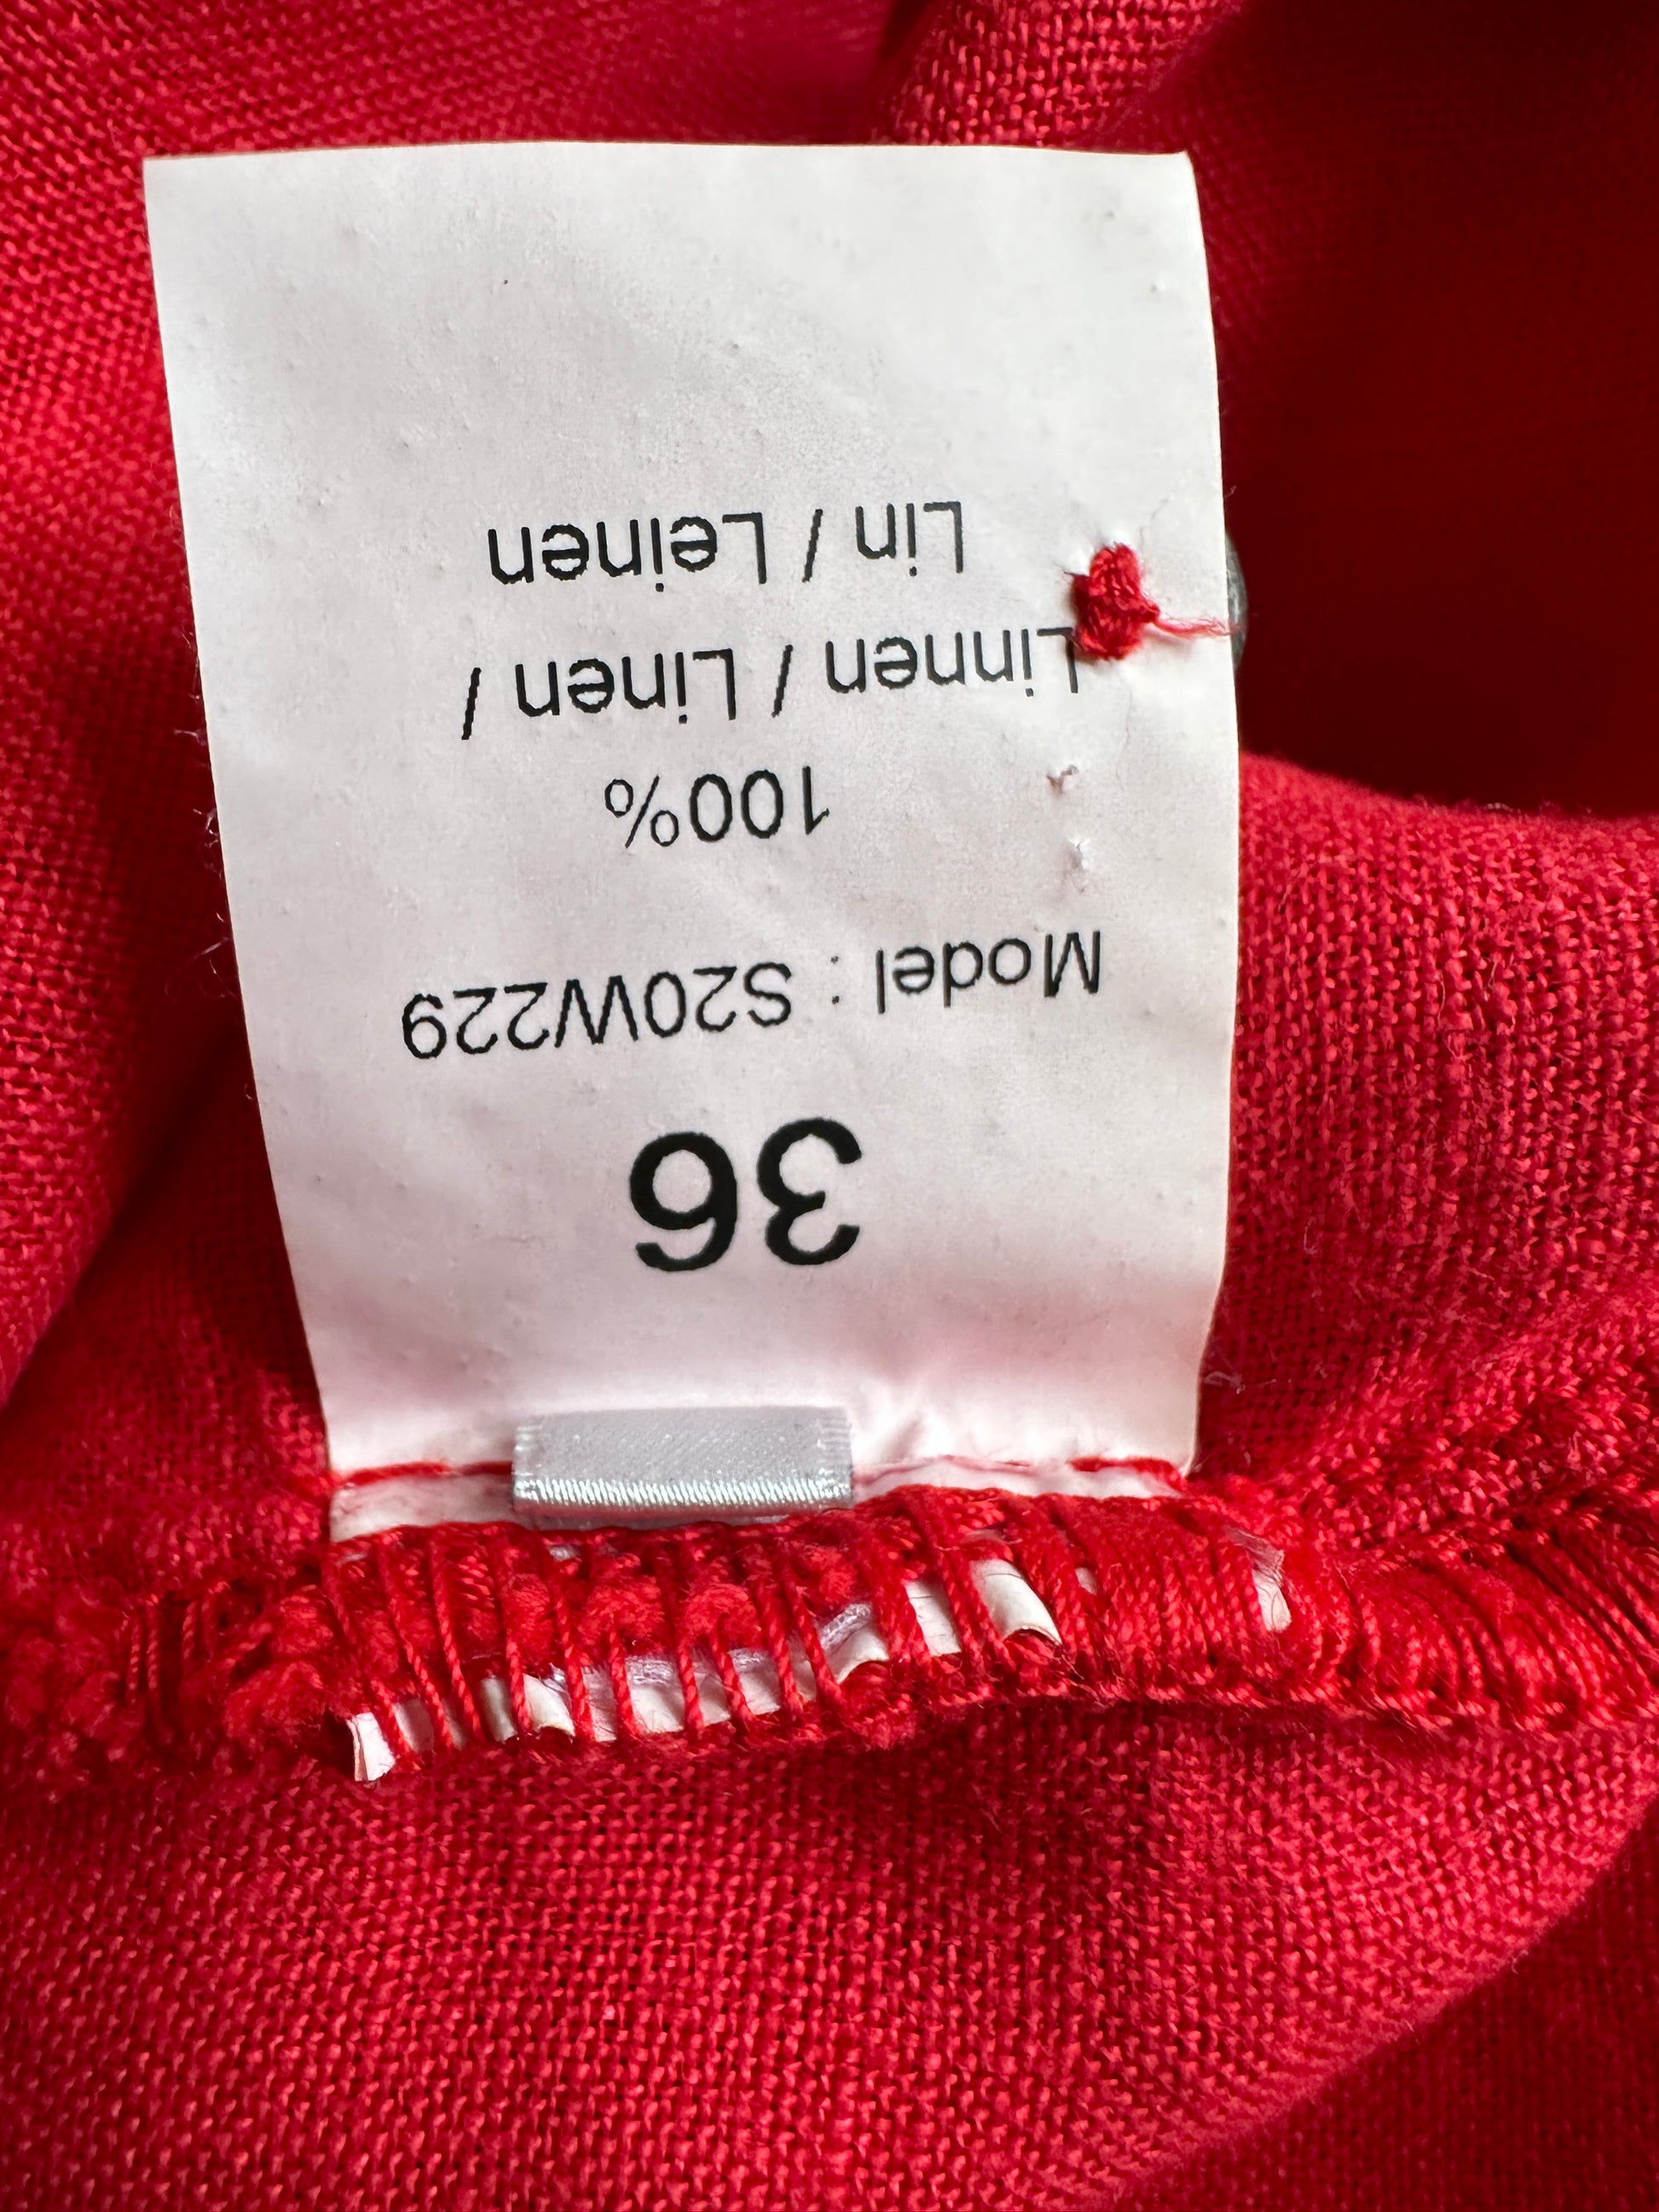 36
Model : S20W229
100%
Linnen / Linen /
Lin / Leinen